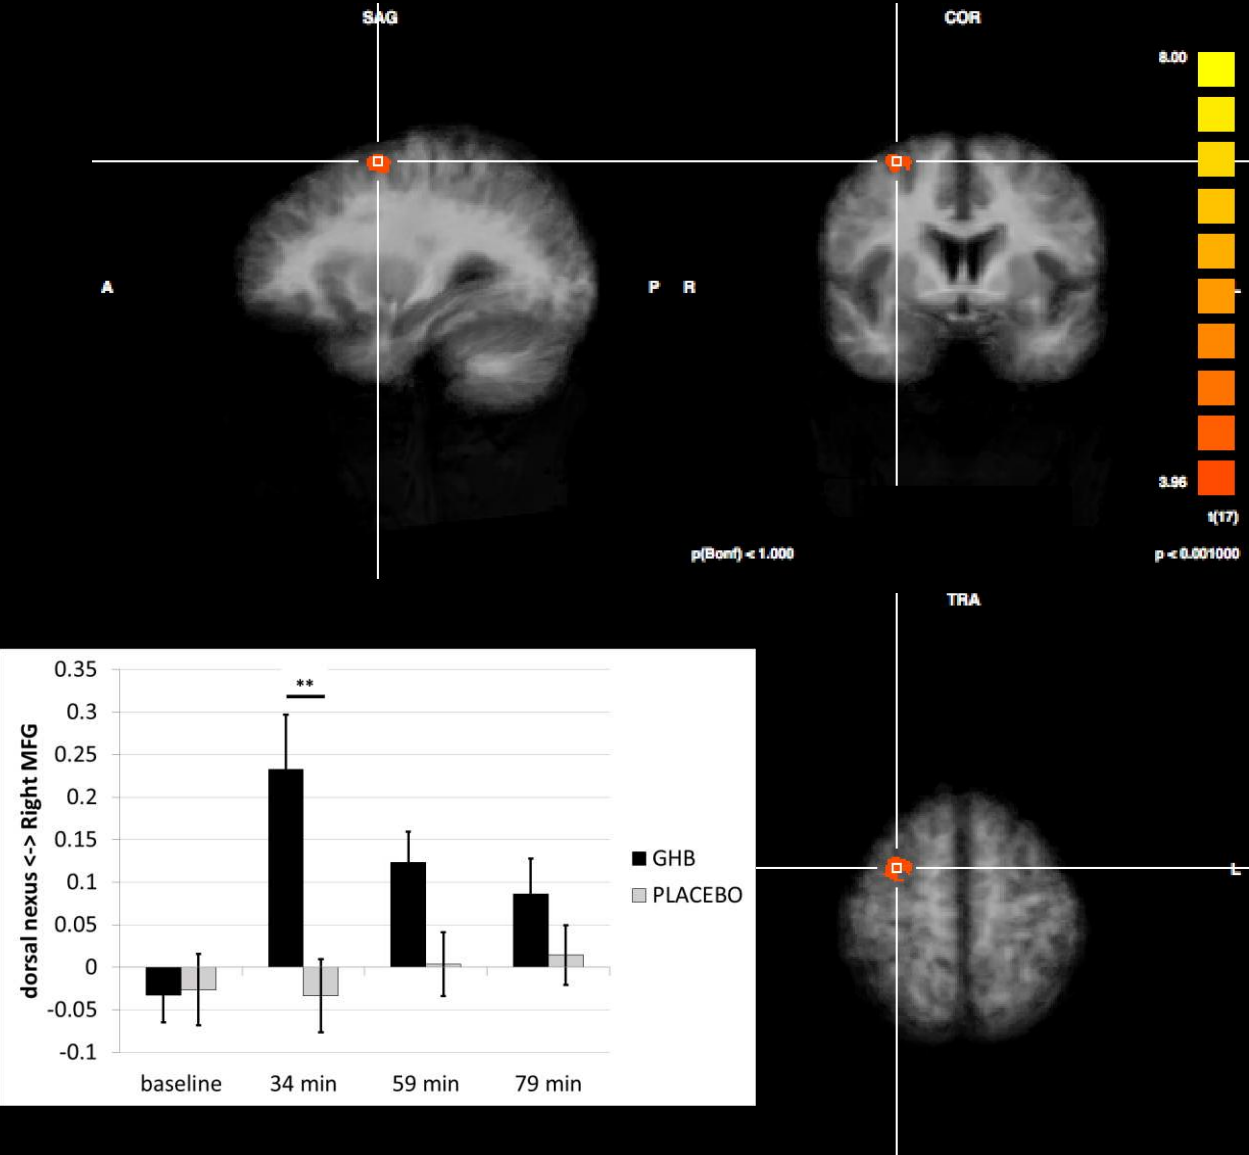 SAG
COR
8.00
A
P
R
L
3.96
t(17)
p(Bonf) < 1.000
p < 0.001000
TRA
L
0.35
0.3
0.25
0.2
0.15
0.1
0.05
0
-0.05
-0.1
dorsal nexus <-> Right MFG
**
GHB
PLACEBO
baseline
34 min
59 min
79 min